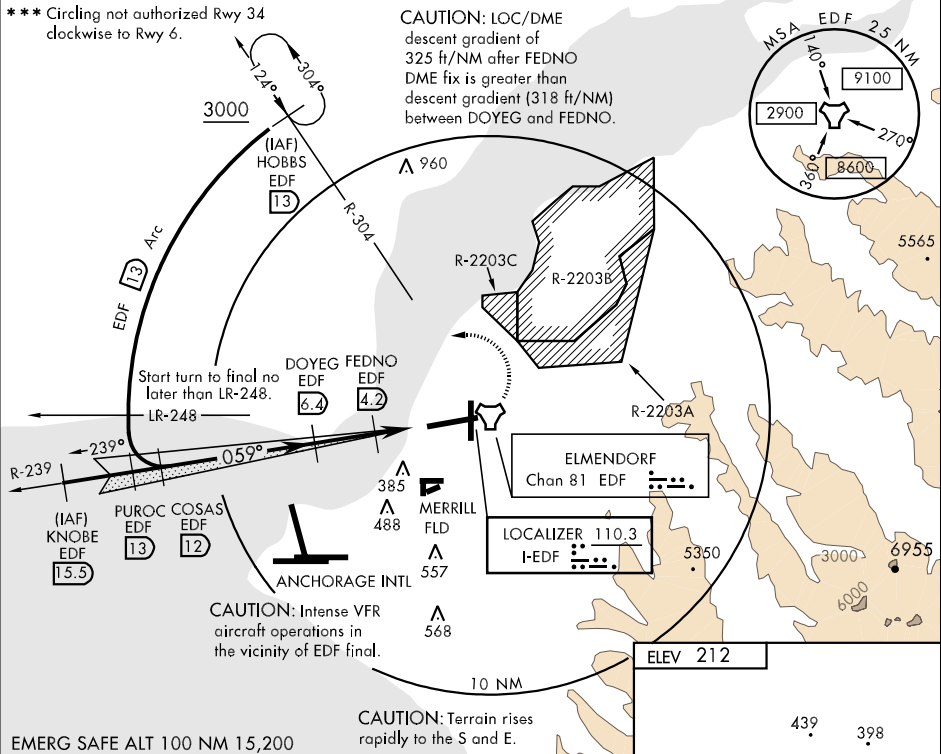 *** Circling not authorized Rwy 34
clockwise to Rwy 6.
CAUTION: LOC/DME
descent gradient of
325 ft/NM after FEDNO
DME fix is greater than
descent gradient (318 ft/NM)
between DOYEG and FEDNO.
MSA EDF 25 NM
140°
9100
2900
270°
360°
8600
124°
304°
3000
(IAF)
HOBBS
EDF
13
R-304
960
EDF 13 Arc
R-2203C
R-2203B
R-2203A
5565
Start turn to final no
later than LR-248.
LR-248
DOYEG
EDF
6.4
FEDNO
EDF
4.2
239°
059°
R-239
(IAF)
KNOBE
EDF
15.5
PUROC
EDF
13
COSAS
EDF
12
385
488
MERRILL
FLD
557
568
ANCHORAGE INTL
ELMENDORF
Chan 81 EDF
LOCALIZER 110.3
I-EDF
5350
3000
6955
6000
CAUTION: Intense VFR
aircraft operations in
the vicinity of EDF final.
10 NM
ELEV 212
439
398
CAUTION: Terrain rises
rapidly to the S and E.
EMERG SAFE ALT 100 NM 15,200